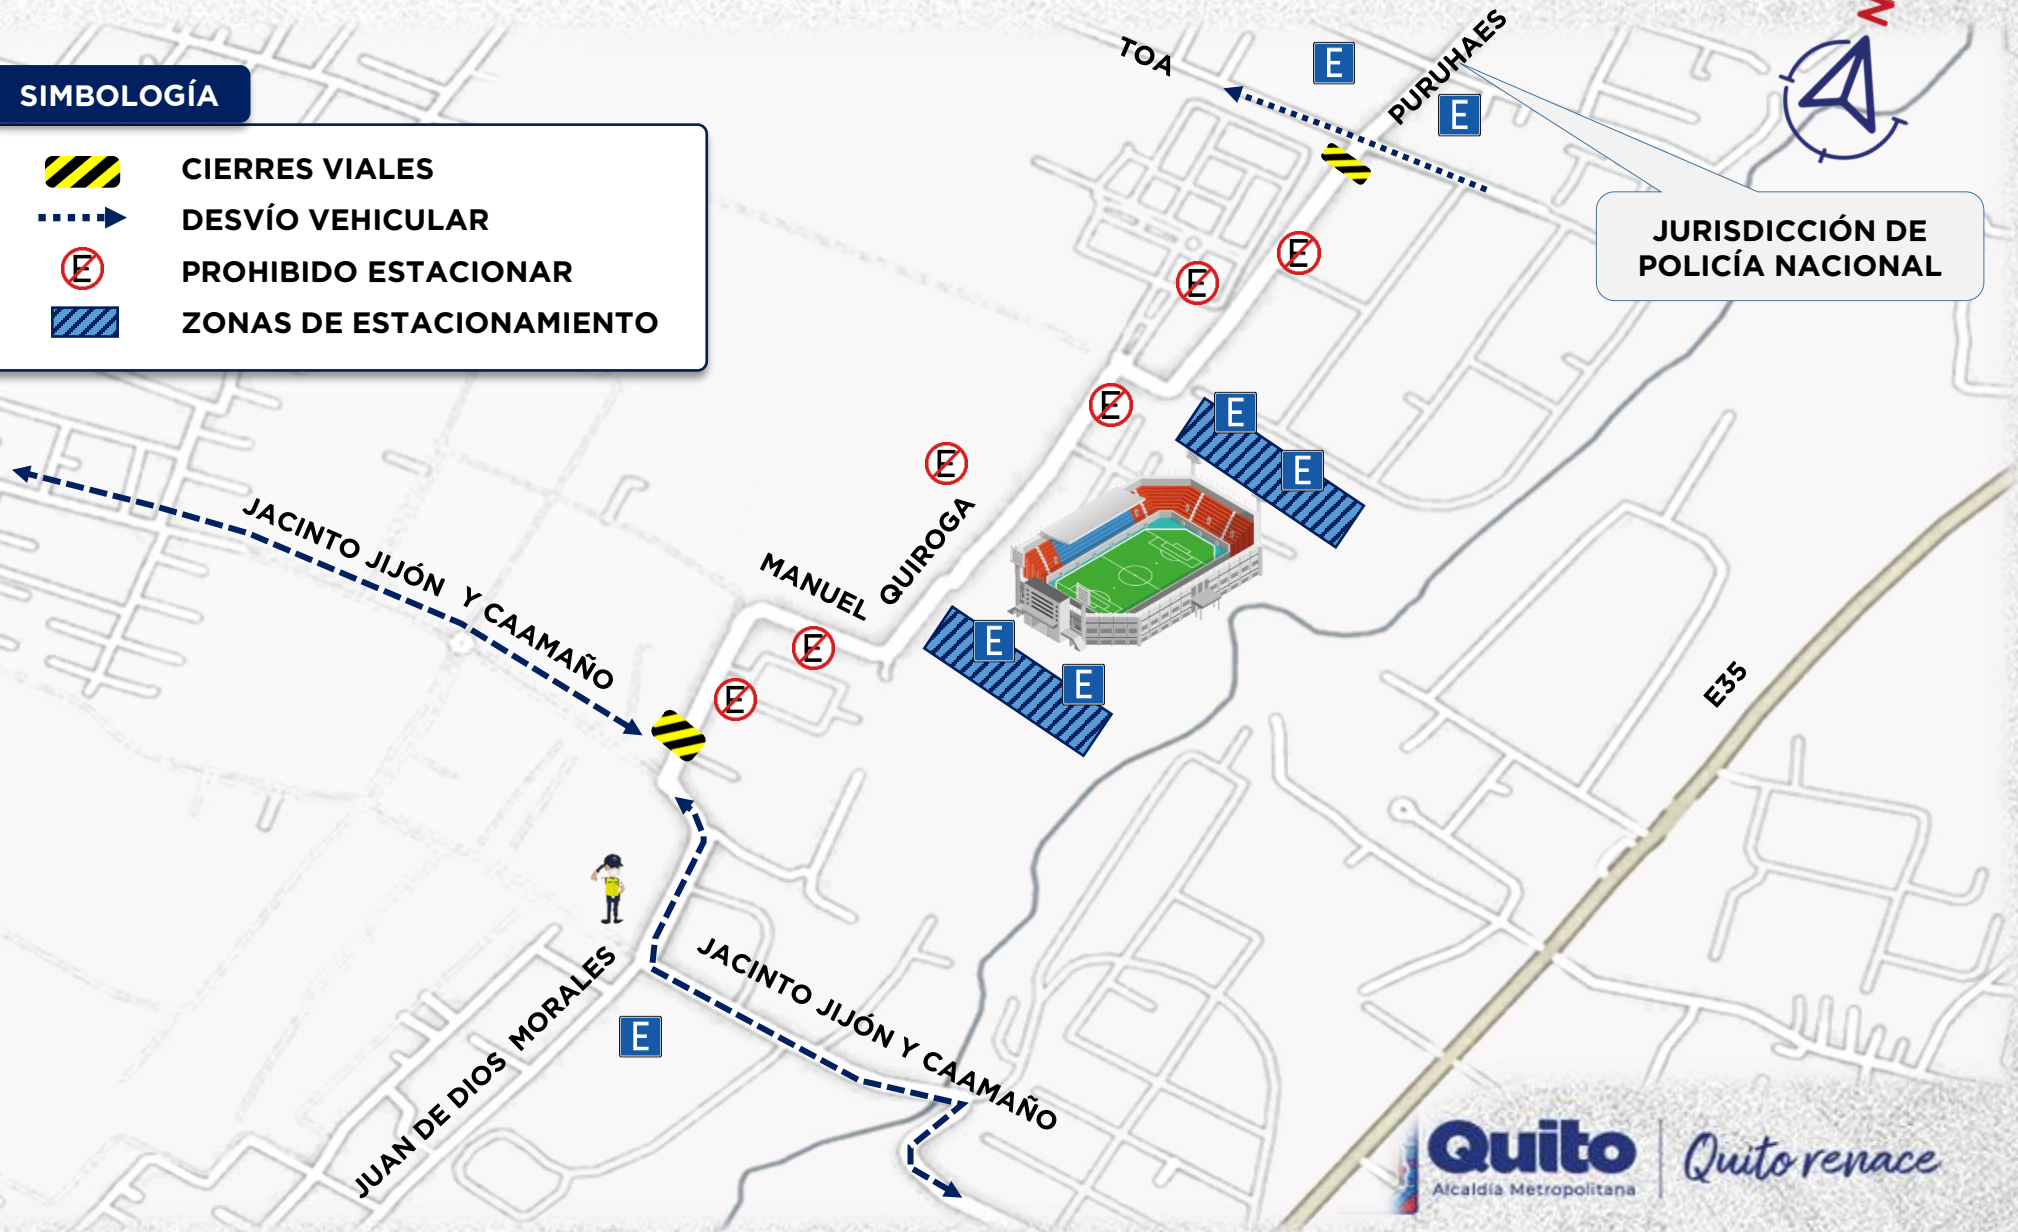 N
TOA
PURUHAES
E
E
SIMBOLOGÍA
CIERRES VIALES
DESVÍO VEHICULAR
E
PROHIBIDO ESTACIONAR
ZONAS DE ESTACIONAMIENTO
JURISDICCIÓN DE
POLICÍA NACIONAL
E
E
E
E
E
E
MANUEL QUIROGA
JACINTO JIJÓN Y CAAMAÑO
E
E
E
E
E35
JACINTO JIJÓN Y CAAMAÑO
JUAN DE DIOS MORALES
E
Quito
Alcaldía Metropolitana
Quito renace